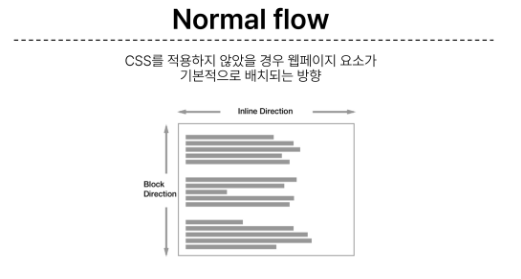 Normal flow
CSS를 적용하지 않았을 경우 웹페이지 요소가
기본적으로 배치되는 방향
Inline Direction
Block
Direction